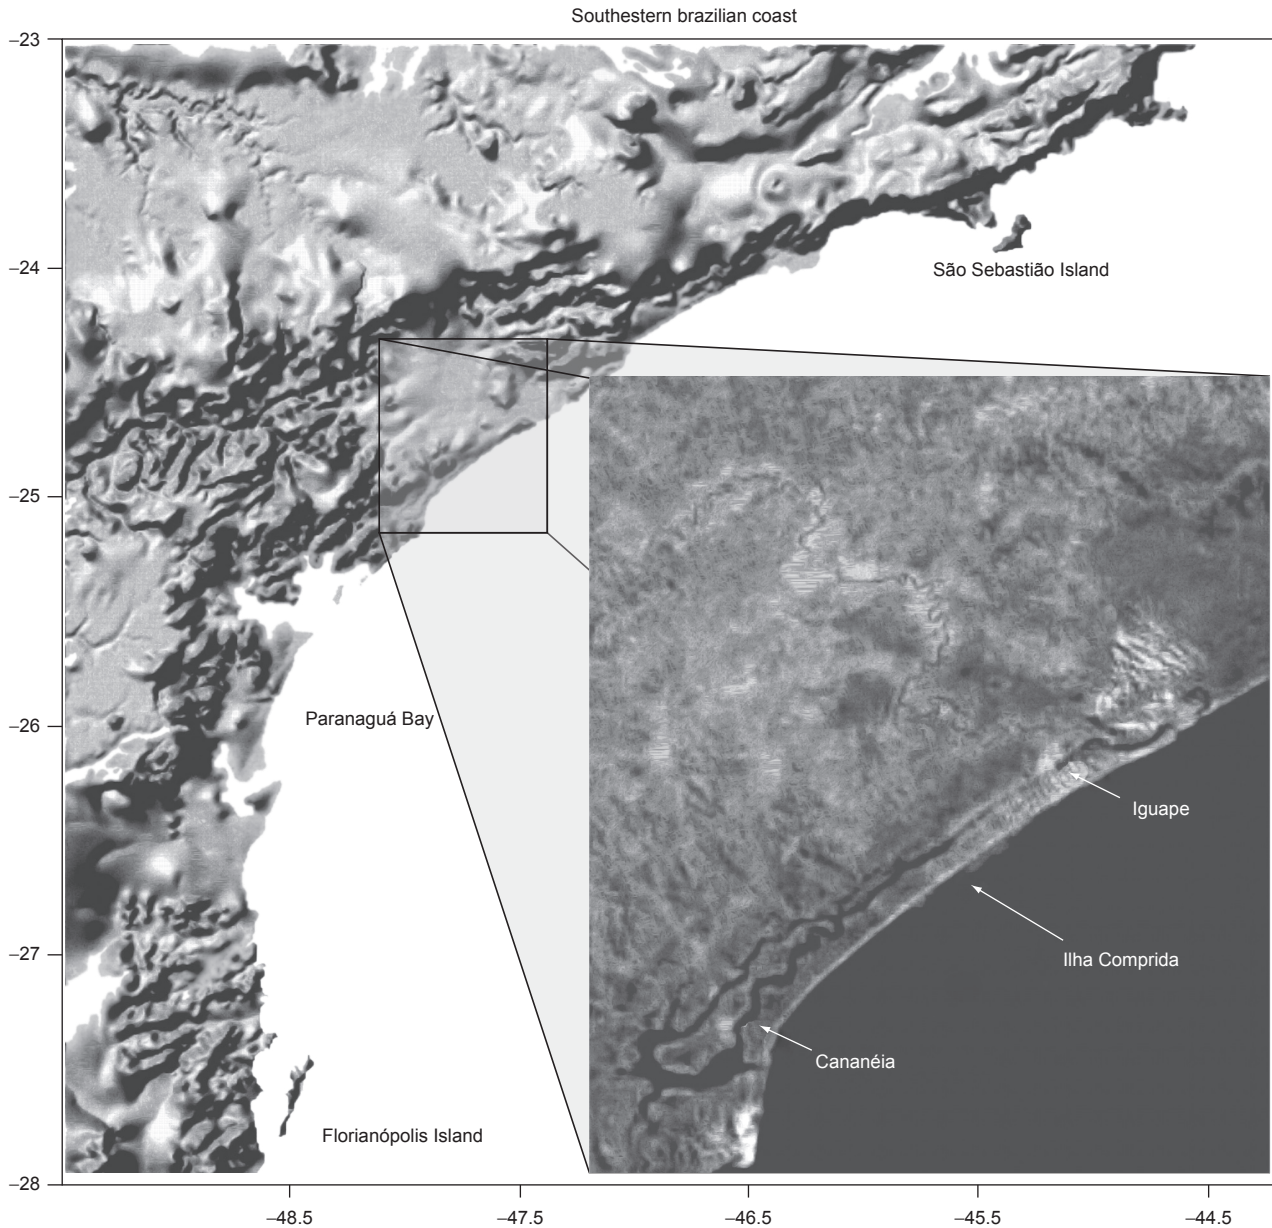 Southestern brazilian coast
–23
–24
São Sebastião Island
–25
–26
Paranaguá Bay
Iguape
–27
Ilha Comprida
Cananéia
Florianópolis Island
–28
–48.5
–47.5
–46.5
–45.5
–44.5